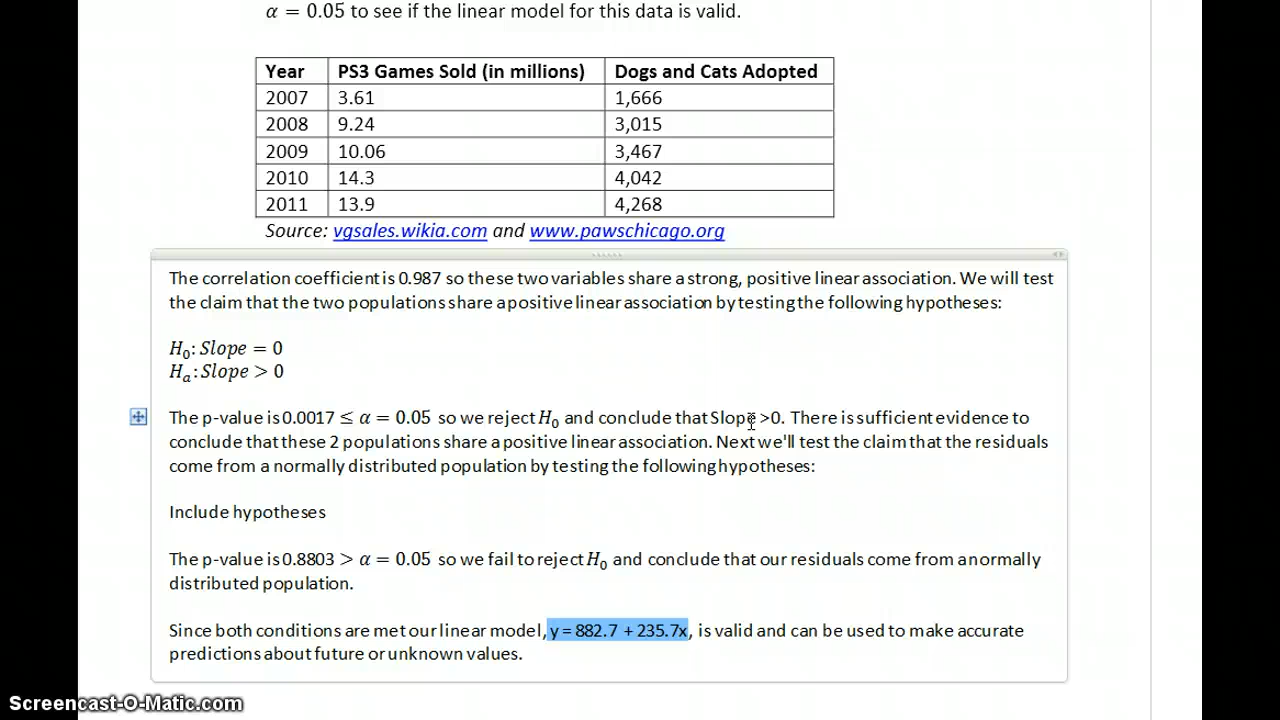 α = 0.05 to see if the linear model for this data is valid.
Year PS3 Games Sold (in millions) Dogs and Cats Adopted
2007 3.61 1,666
2008 9.24 3,015
2009 10.06 3,467
2010 14.3 4,042
2011 13.9 4,268
Source: vgsales.wikia.com and www.pawschicago.org
The correlation coefficient is 0.987 so these two variables share a strong, positive linear association. We will test
the claim that the two populations share a positive linear association by testing the following hypotheses:
H₀: Slope = 0
Hₐ: Slope > 0
The p-value is 0.0017 ≤ α = 0.05 so we reject H₀ and conclude that Slope >0. There is sufficient evidence to
conclude that these 2 populations share a positive linear association. Next we'll test the claim that the residuals
come from a normally distributed population by testing the following hypotheses:
Include hypotheses
The p-value is 0.8803 > α = 0.05 so we fail to reject H₀ and conclude that our residuals come from a normally
distributed population.
Since both conditions are met our linear model, y = 882.7 + 235.7x, is valid and can be used to make accurate
predictions about future or unknown values.
Screencast-O-Matic.com